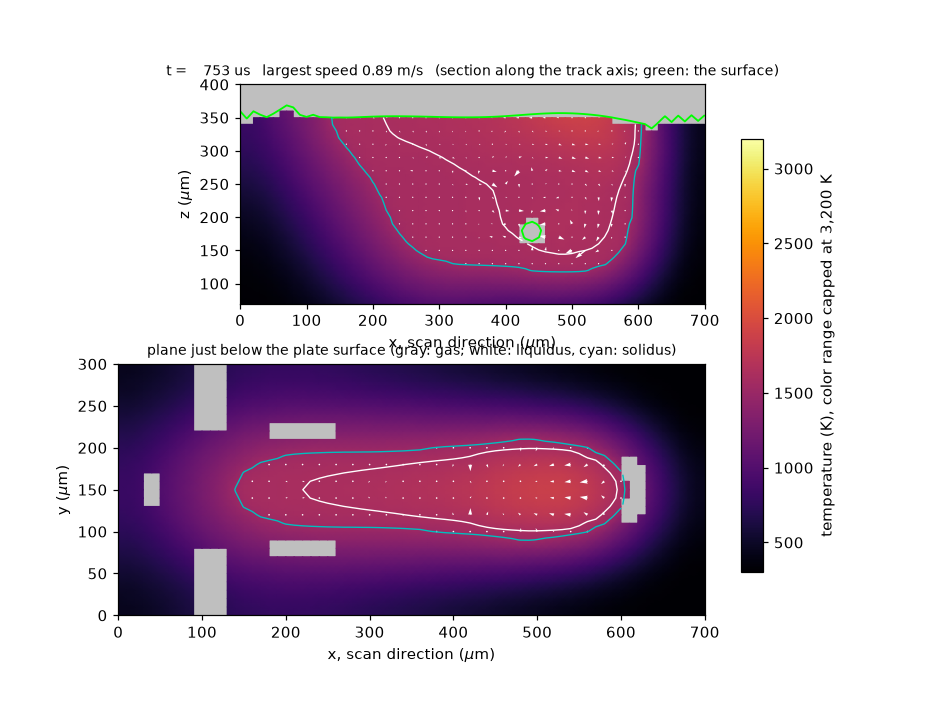 t =    753 us   largest speed 0.89 m/s   (section along the track axis; green: the surface)
400
350
300
250
200
150
100
z (μm)
0 100 200 300 400 500 600 700
x, scan direction (μm)
plane just below the plate surface (gray: gas; white: liquidus, cyan: solidus)
300
250
200
150
100
50
0
y (μm)
0 100 200 300 400 500 600 700
x, scan direction (μm)
3000
2500
2000
1500
1000
500
temperature (K), color range capped at 3,200 K